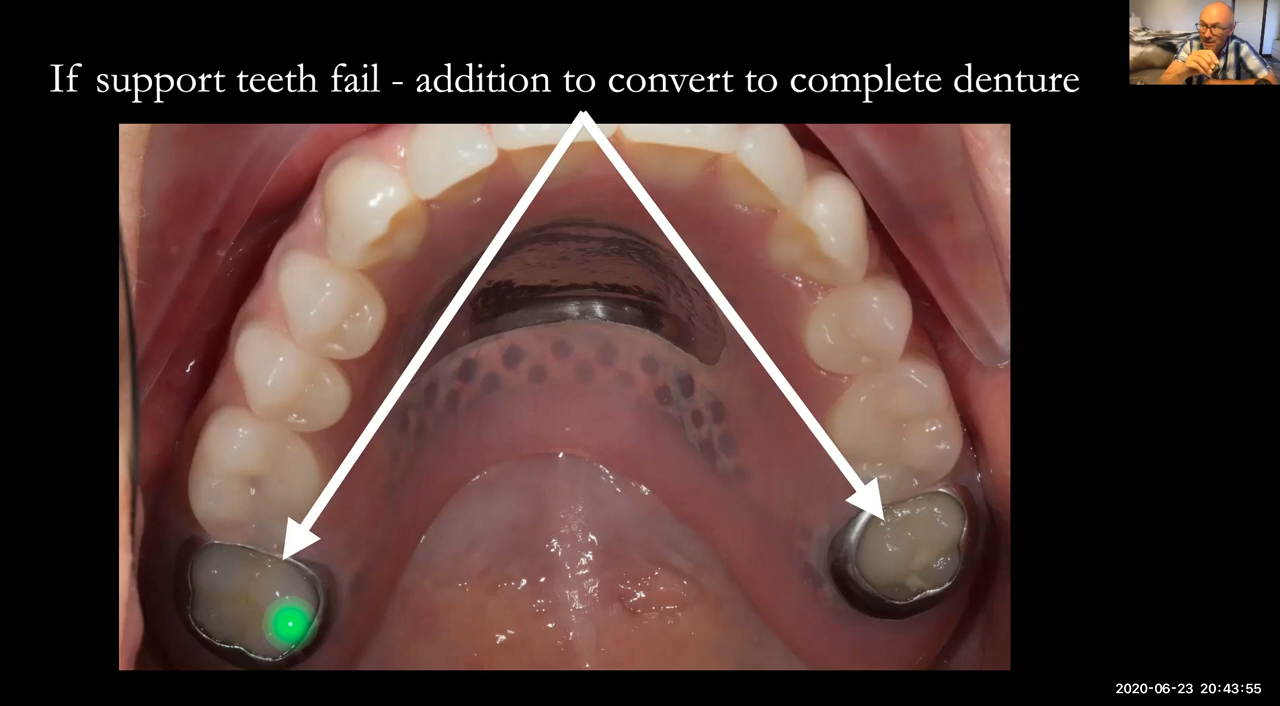 If support teeth fail - addition to convert to complete denture
2020-06-23 20:43:55